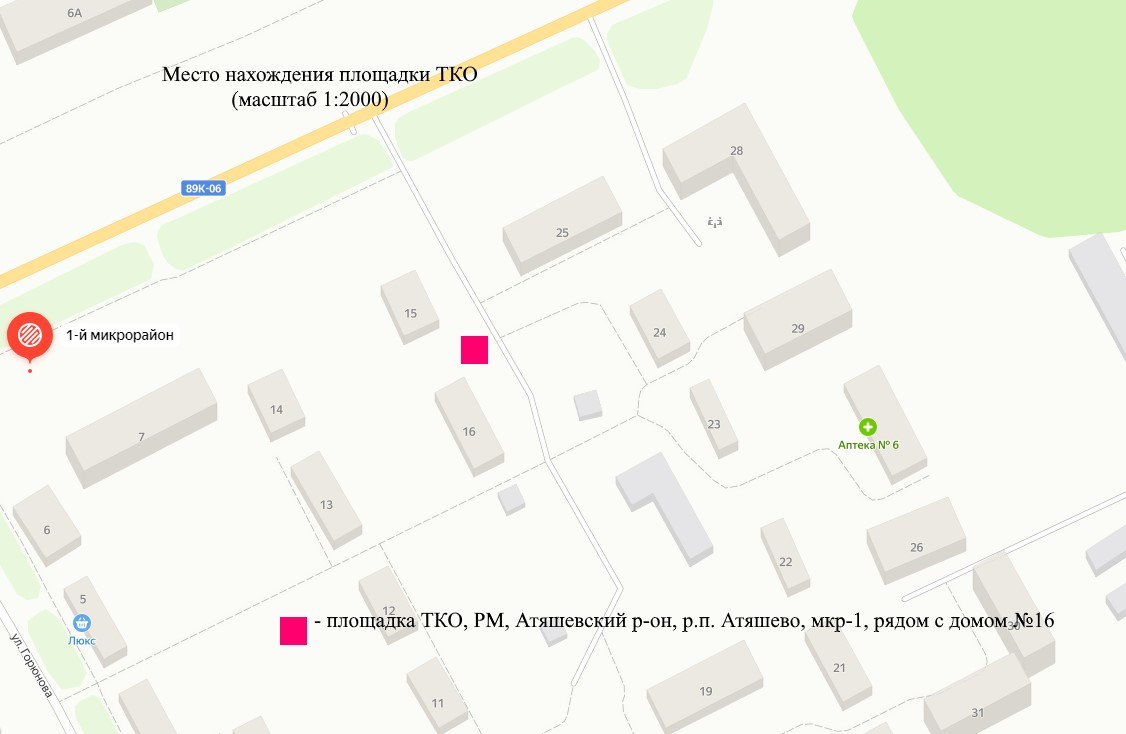 6А
Место нахождения площадки ТКО
(масштаб 1:2000)
28
89К-06
25
15
24
29
1-й микрорайон
14
7
16
23
Аптека № 6
13
6
26
22
5
12
Люкс
- площадка ТКО, РМ, Атяшевский р-он, р.п. Атяшево, мкр-1, рядом с домом №16
30
ул. Горюнова
21
19
11
31